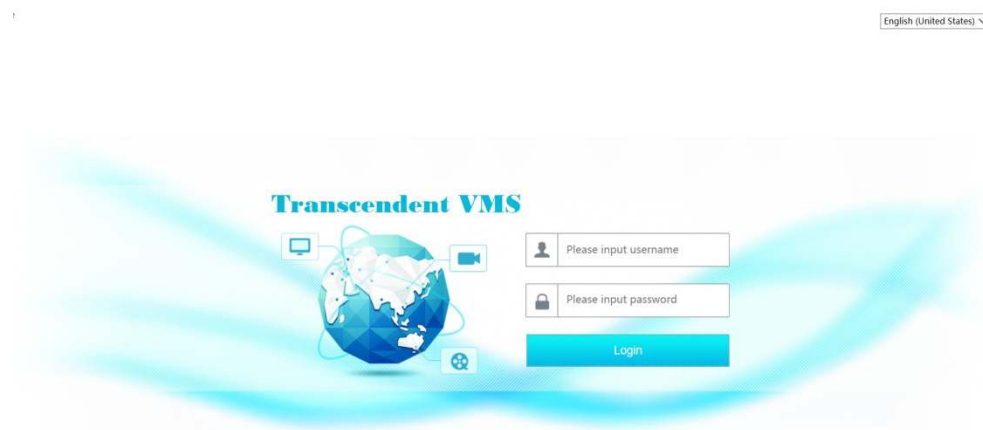 English (United States)
Transcendent VMS
Please input username
Please input password
Login